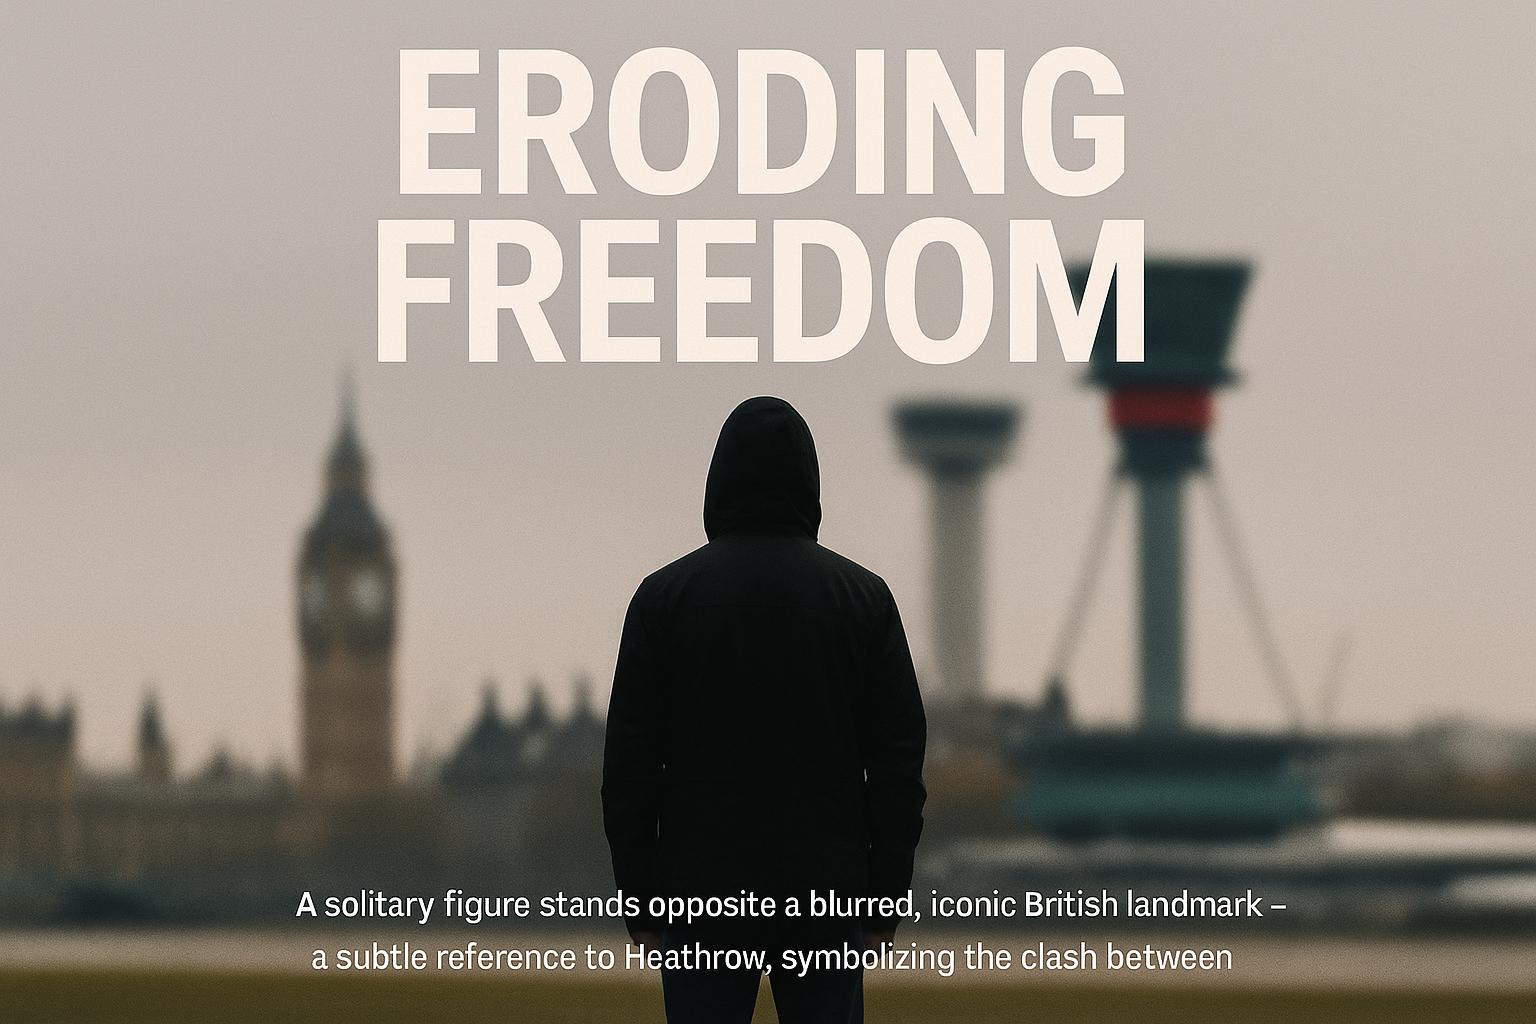 ERODING
FREEDOM
A solitary figure stands opposite a blurred, iconic British landmark –
a subtle reference to Heathrow, symbolizing the clash between